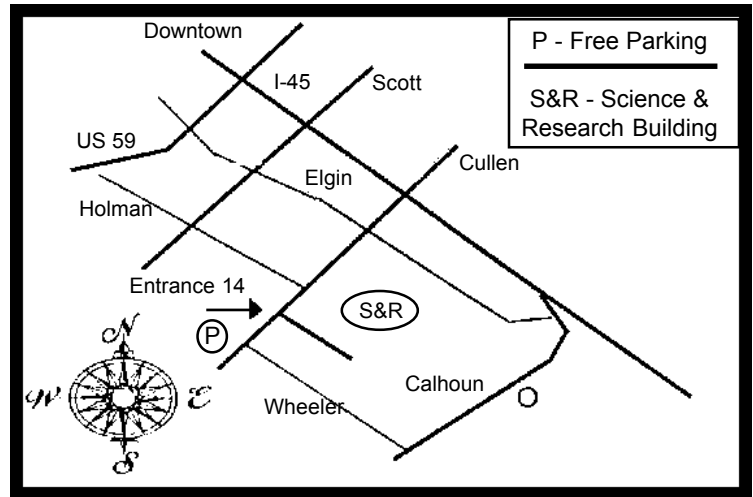 Downtown
P - Free Parking
I-45
Scott
S&R - Science &
Research Building
US 59
Cullen
Elgin
Holman
Entrance 14
S&R
P
N
W
E
S
Calhoun
Wheeler
O